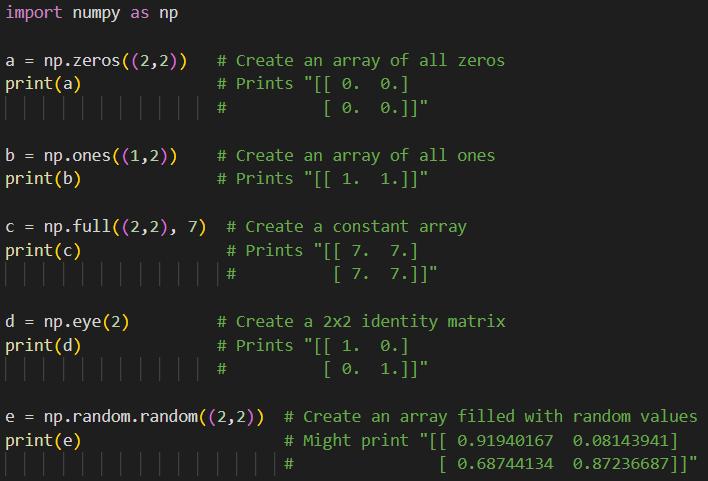 import numpy as np
a = np.zeros((2,2))   # Create an array of all zeros
print(a)              # Prints "[[ 0.  0.]
                      #          [ 0.  0.]]"
b = np.ones((1,2))    # Create an array of all ones
print(b)              # Prints "[[ 1.  1.]]"
c = np.full((2,2), 7)  # Create a constant array
print(c)               # Prints "[[ 7.  7.]
                       #          [ 7.  7.]]"
d = np.eye(2)         # Create a 2x2 identity matrix
print(d)              # Prints "[[ 1.  0.]
                      #          [ 0.  1.]]"
e = np.random.random((2,2))  # Create an array filled with random values
print(e)                     # Might print "[[ 0.91940167  0.08143941]
                             #               [ 0.68744134  0.87236687]]"